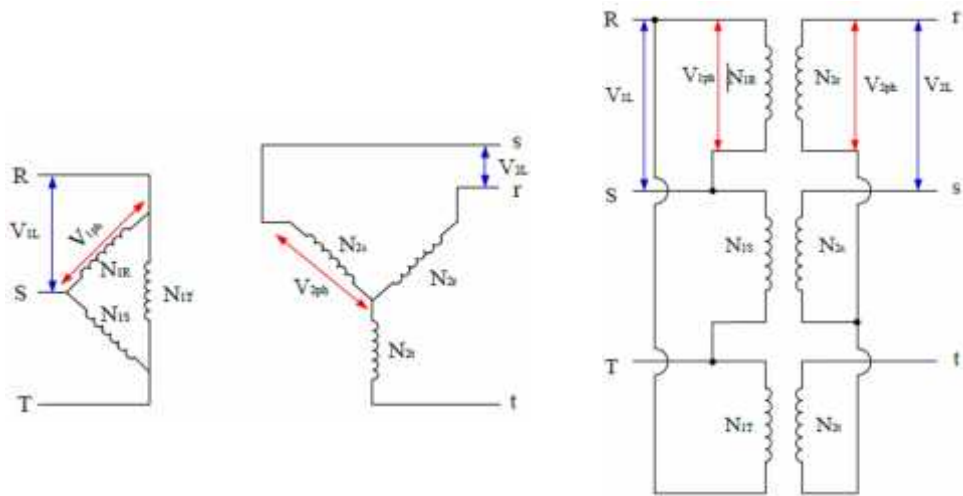 R
V1L
V1ph
N1R
S
N1S
N1T
T
s
V2L
r
N2s
N2r
V2ph
N2t
t
R
r
V1L
V1ph
N1R
N2r
V2ph
V2L
S
s
N1S
N2s
T
t
N1T
N2t